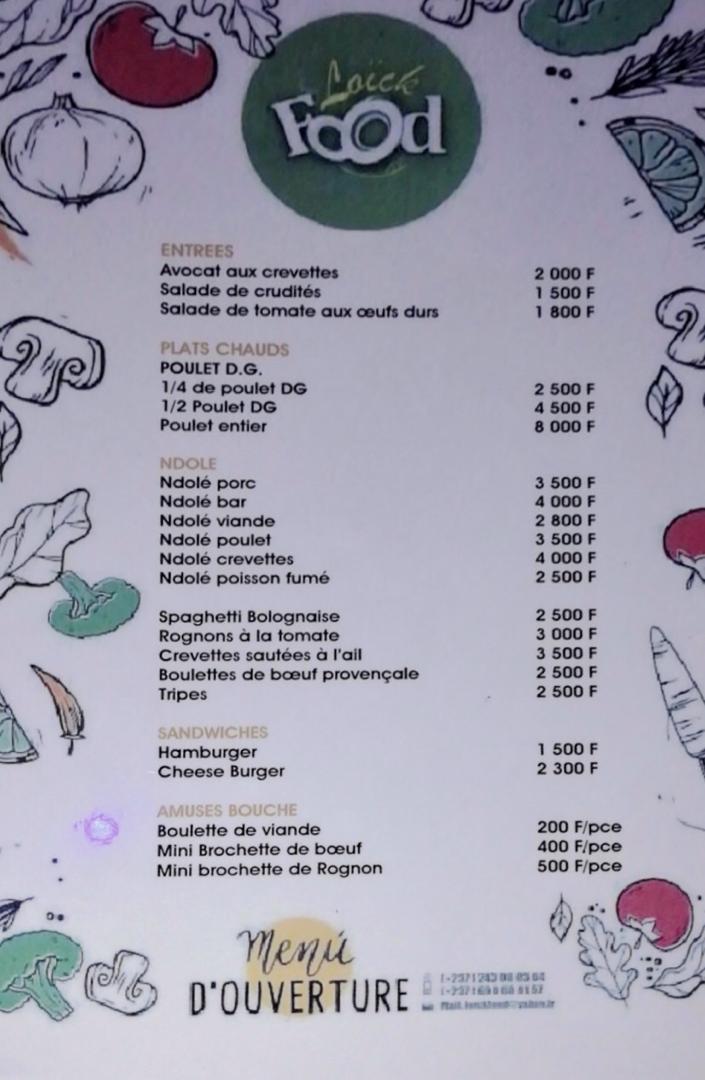 Loïck
Food
ENTREES
Avocat aux crevettes 2 000 F
Salade de crudités 1 500 F
Salade de tomate aux œufs durs 1 800 F
PLATS CHAUDS
POULET D.G.
1/4 de poulet DG 2 500 F
1/2 Poulet DG 4 500 F
Poulet entier 8 000 F
NDOLE
Ndolé porc 3 500 F
Ndolé bar 4 000 F
Ndolé viande 2 800 F
Ndolé poulet 3 500 F
Ndolé crevettes 4 000 F
Ndolé poisson fumé 2 500 F
Spaghetti Bolognaise 2 500 F
Rognons à la tomate 3 000 F
Crevettes sautées à l'ail 3 500 F
Boulettes de bœuf provençale 2 500 F
Tripes 2 500 F
SANDWICHES
Hamburger 1 500 F
Cheese Burger 2 300 F
AMUSES BOUCHE
Boulette de viande 200 F/pce
Mini Brochette de bœuf 400 F/pce
Mini brochette de Rognon 500 F/pce
Menu
D'OUVERTURE